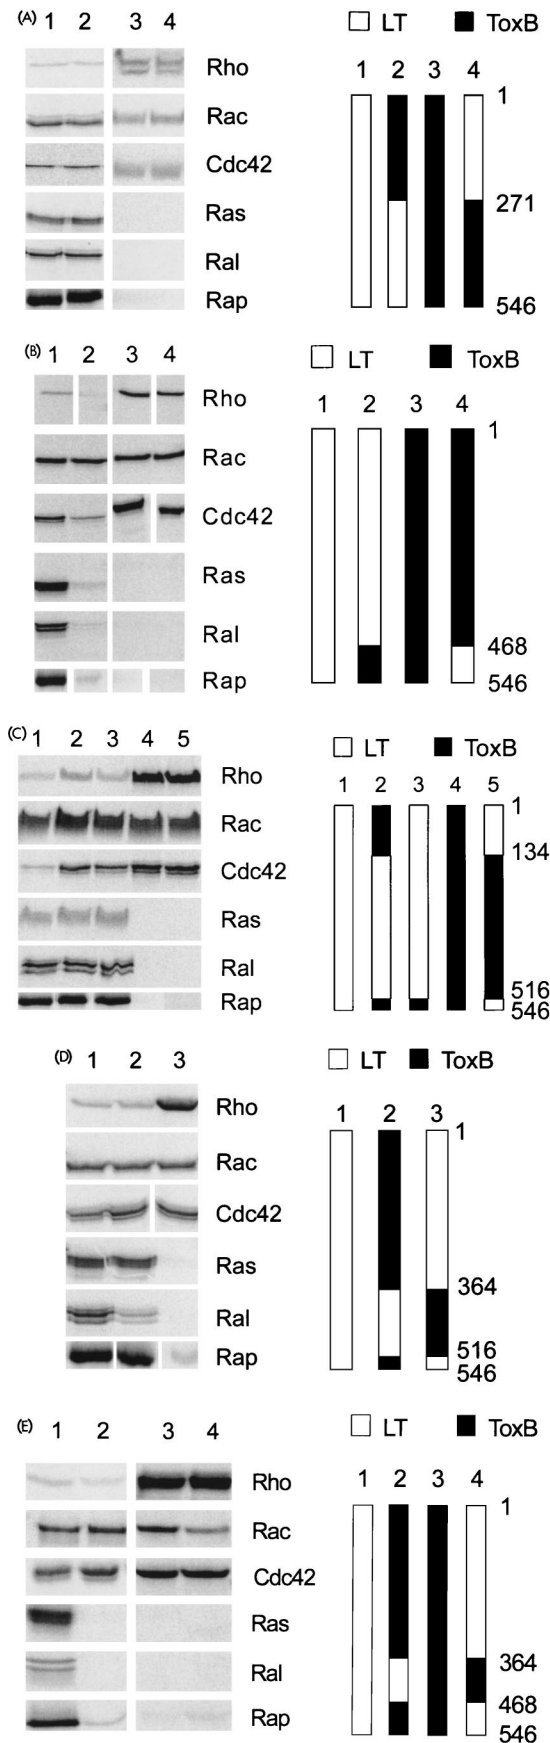 (A) 1 2 3 4 LT ToxB
1 2 3 4
Rho 1
Rac
Cdc42
Ras 271
Ral
Rap 546
(B) 1 2 3 4 LT ToxB
1 2 3 4
Rho 1
Rac
Cdc42
Ras
Ral 468
Rap 546
(C) 1 2 3 4 5 LT ToxB
1 2 3 4 5
Rho 1
Rac 134
Cdc42
Ras
Ral 516
Rap 546
(D) 1 2 3 LT ToxB
1 2 3
Rho 1
Rac
Cdc42
Ras 364
Ral 516
Rap 546
(E) 1 2 3 4 LT ToxB
1 2 3 4
Rho 1
Rac
Cdc42
Ras 364
Ral 468
Rap 546